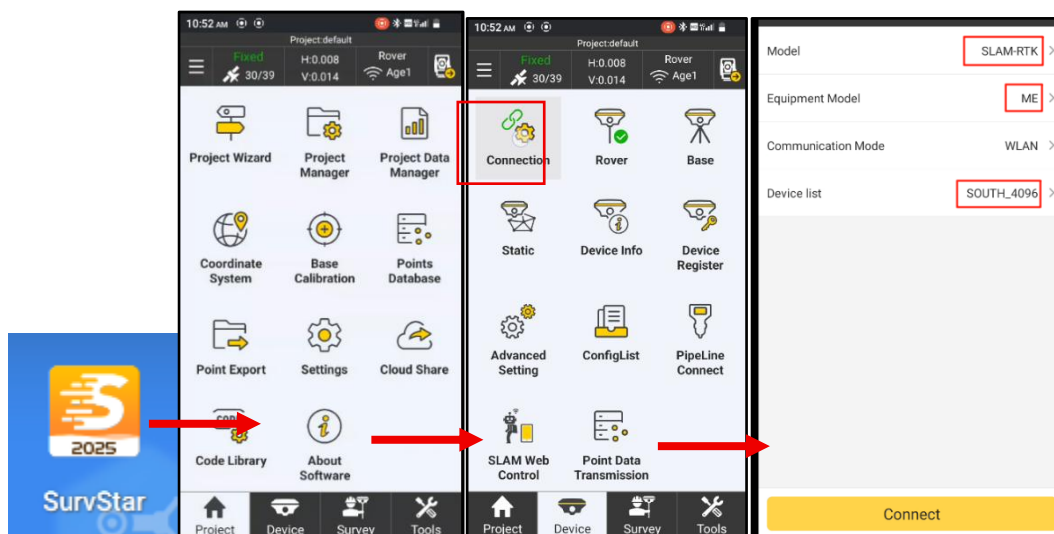 2025
SurvStar
10:52 AM
Project:default
Fixed
30/39
H:0.008
V:0.014
Rover
Age1
Project Wizard
Project
Manager
Project Data
Manager
Coordinate
System
Base
Calibration
Points
Database
Point Export
Settings
Cloud Share
CODE
Code Library
About
Software
Project
Device
Survey
Tools
10:52 AM
Project:default
Fixed
30/39
H:0.008
V:0.014
Rover
Age1
Connection
Rover
Base
Static
Device Info
Device
Register
Advanced
Setting
ConfigList
PipeLine
Connect
SLAM Web
Control
Point Data
Transmission
Project
Device
Survey
Tools
Model SLAM-RTK
Equipment Model ME
Communication Mode WLAN
Device list SOUTH_4096
Connect